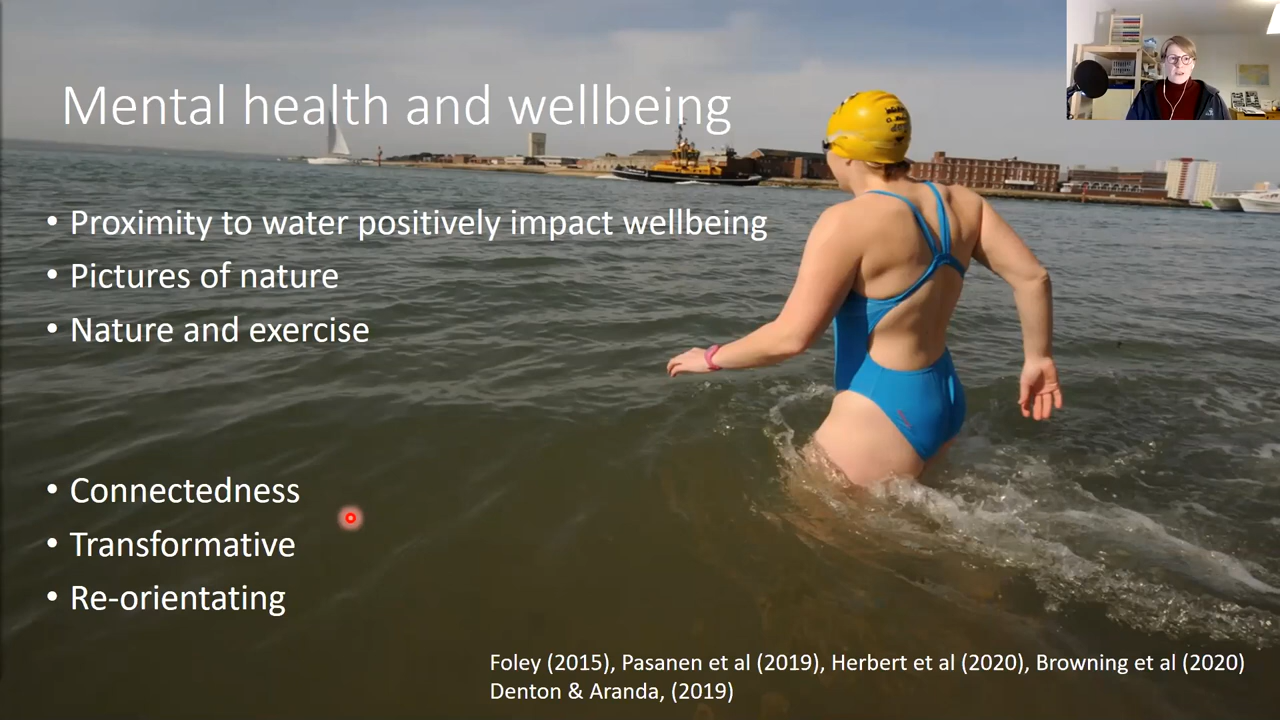 Mental health and wellbeing
• Proximity to water positively impact wellbeing
• Pictures of nature
• Nature and exercise
• Connectedness
• Transformative
• Re-orientating
Foley (2015), Pasanen et al (2019), Herbert et al (2020), Browning et al (2020)
Denton & Aranda, (2019)